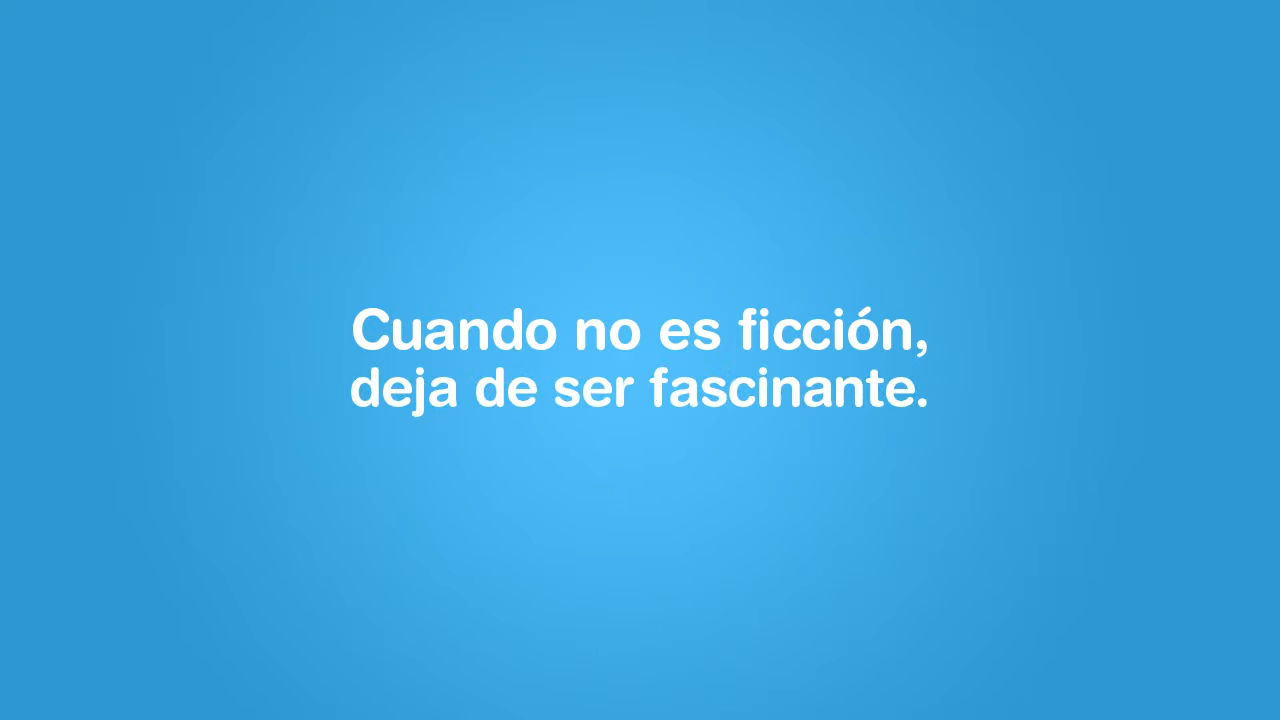 Cuando no es ficción,
deja de ser fascinante.